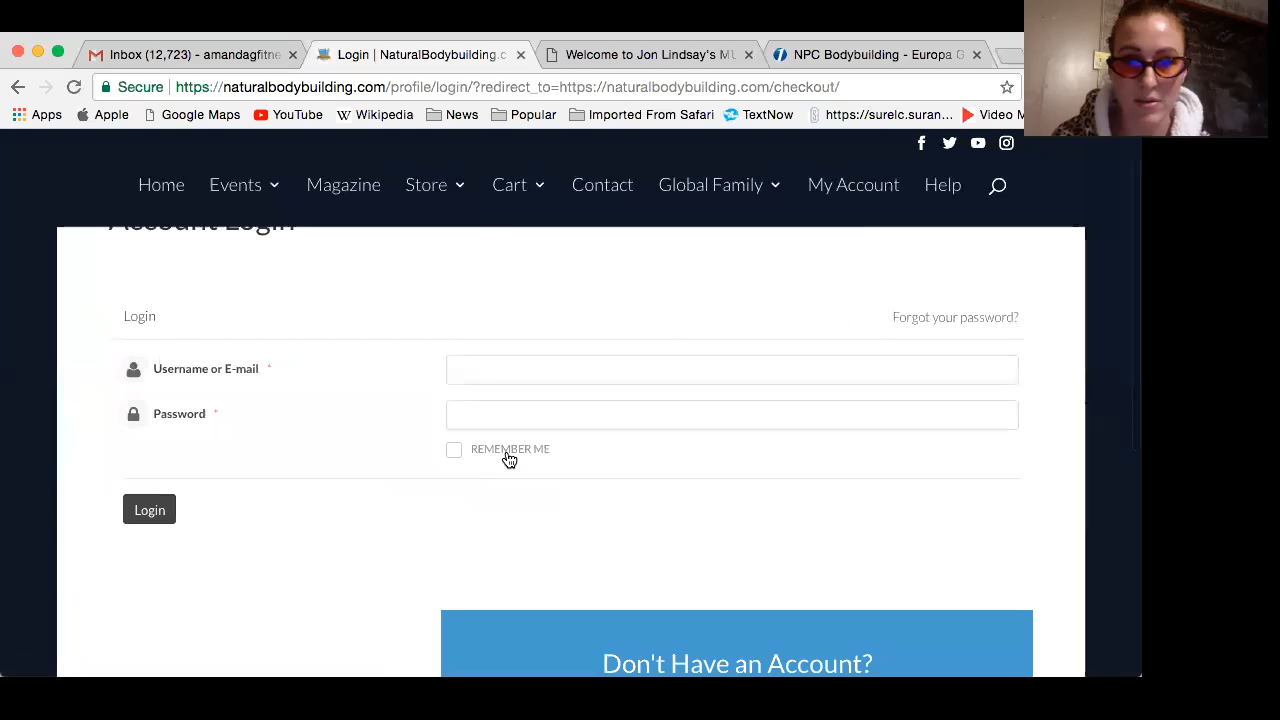 Inbox (12,723) - amandagfitne
Login | NaturalBodybuilding.c
Welcome to Jon Lindsay's MU
NPC Bodybuilding - Europa G
Secure https://naturalbodybuilding.com/profile/login/?redirect_to=https://naturalbodybuilding.com/checkout/
Apps Apple Google Maps YouTube Wikipedia News Popular Imported From Safari TextNow https://surelc.suran... Video M
Home Events Magazine Store Cart Contact Global Family My Account Help
Account Login
Login Forgot your password?
Username or E-mail *
Password *
REMEMBER ME
Login
Don't Have an Account?